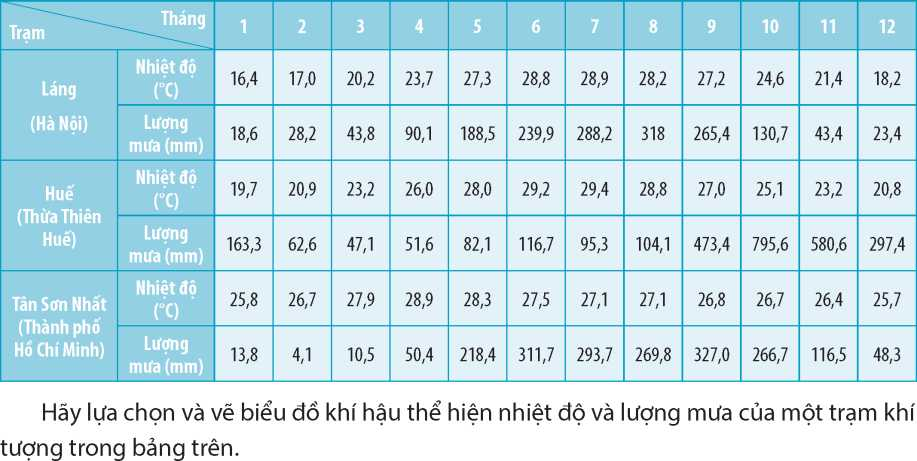 Tháng
Trạm
1 2 3 4 5 6 7 8 9 10 11 12
Láng
(Hà Nội)
Nhiệt độ
(°C)
16,4 17,0 20,2 23,7 27,3 28,8 28,9 28,2 27,2 24,6 21,4 18,2
Lượng
mưa (mm)
18,6 28,2 43,8 90,1 188,5 239,9 288,2 318 265,4 130,7 43,4 23,4
Huế
(Thừa Thiên
Huế)
Nhiệt độ
(°C)
19,7 20,9 23,2 26,0 28,0 29,2 29,4 28,8 27,0 25,1 23,2 20,8
Lượng
mưa (mm)
163,3 62,6 47,1 51,6 82,1 116,7 95,3 104,1 473,4 795,6 580,6 297,4
Tân Sơn Nhất
(Thành phố
Hồ Chí Minh)
Nhiệt độ
(°C)
25,8 26,7 27,9 28,9 28,3 27,5 27,1 27,1 26,8 26,7 26,4 25,7
Lượng
mưa (mm)
13,8 4,1 10,5 50,4 218,4 311,7 293,7 269,8 327,0 266,7 116,5 48,3
Hãy lựa chọn và vẽ biểu đồ khí hậu thể hiện nhiệt độ và lượng mưa của một trạm khí
tượng trong bảng trên.